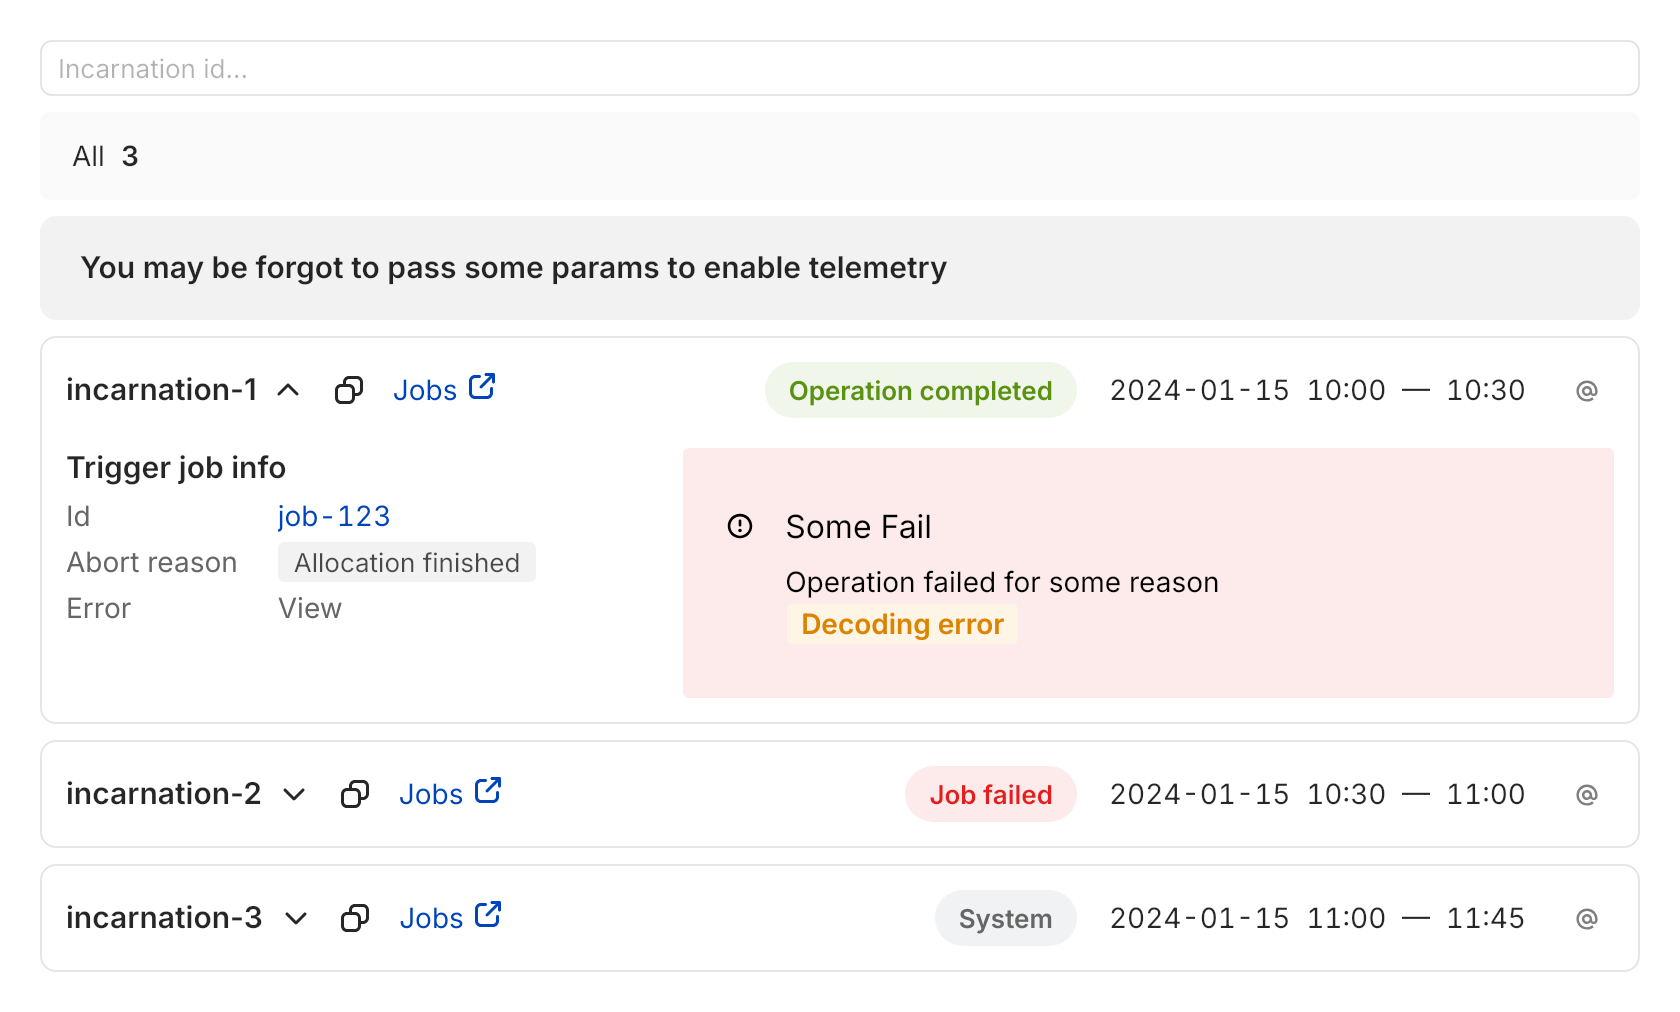 Incarnation id...
All 3
You may be forgot to pass some params to enable telemetry
incarnation-1 Jobs Operation completed 2024-01-15 10:00 — 10:30 @
Trigger job info
Id job-123
Abort reason Allocation finished
Error View
Some Fail
Operation failed for some reason
Decoding error
incarnation-2 Jobs Job failed 2024-01-15 10:30 — 11:00 @
incarnation-3 Jobs System 2024-01-15 11:00 — 11:45 @